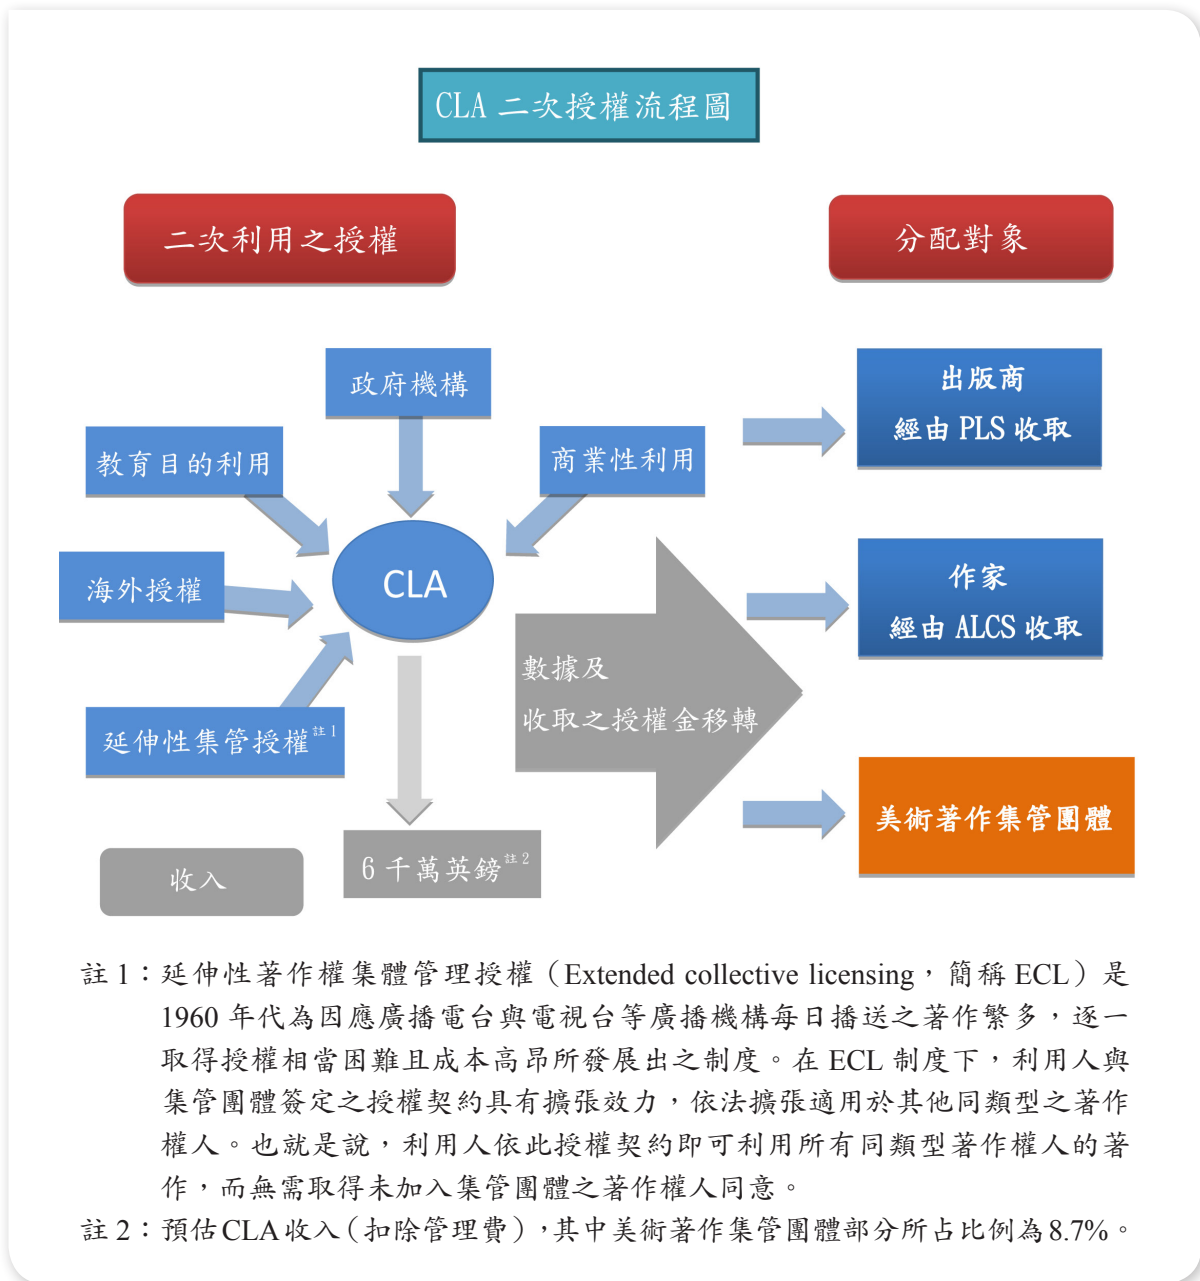 CLA 二次授權流程圖
二次利用之授權
分配對象
政府機構
教育目的利用
商業性利用
海外授權
CLA
延伸性集管授權註1
收入
6 千萬英鎊註2
數據及
收取之授權金移轉
出版商
經由 PLS 收取
作家
經由 ALCS 收取
美術著作集管團體
註 1：延伸性著作權集體管理授權（Extended collective licensing，簡稱 ECL）是
1960 年代為因應廣播電台與電視台等廣播機構每日播送之著作繁多，逐一
取得授權相當困難且成本高昂所發展出之制度。在 ECL 制度下，利用人與
集管團體簽定之授權契約具有擴張效力，依法擴張適用於其他同類型之著作
權人。也就是說，利用人依此授權契約即可利用所有同類型著作權人的著
作，而無需取得未加入集管團體之著作權人同意。
註 2：預估CLA收入（扣除管理費），其中美術著作集管團體部分所占比例為8.7%。